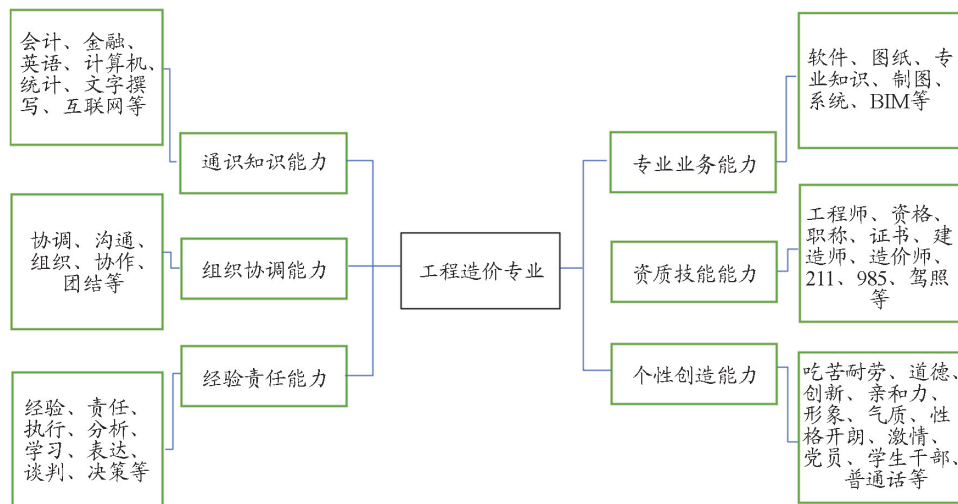 会计、金融、
英语、计算机、
统计、文字撰
写、互联网等
通识知识能力
协调、沟通、
组织、协作、
团结等
组织协调能力
经验、责任、
执行、分析、
学习、表达、
谈判、决策等
经验责任能力
工程造价专业
专业业务能力
软件、图纸、专
业知识、制图、
系统、BIM等
资质技能能力
工程师、资格、
职称、证书、建
造师、造价师、
211、985、驾照
等
个性创造能力
吃苦耐劳、道德、
创新、亲和力、
形象、气质、性
格开朗、激情、
党员、学生干部、
普通话等